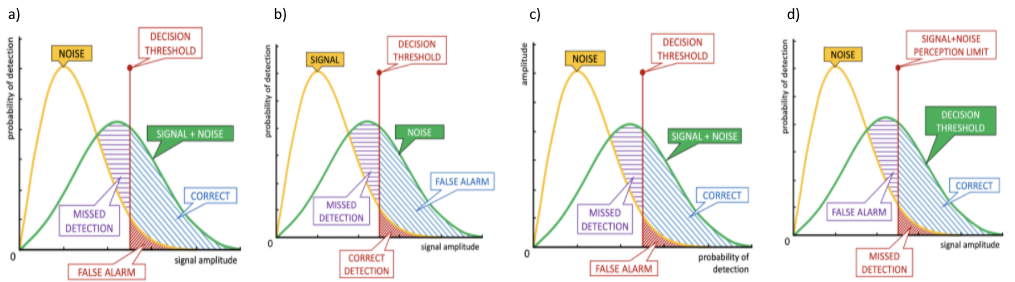 a)
probability of detection
NOISE
DECISION
THRESHOLD
SIGNAL + NOISE
CORRECT
MISSED
DETECTION
0
signal amplitude
FALSE ALARM
b)
probability of detection
SIGNAL
DECISION
THRESHOLD
NOISE
FALSE ALARM
MISSED
DETECTION
0
signal amplitude
CORRECT
DETECTION
c)
amplitude
NOISE
DECISION
THRESHOLD
SIGNAL + NOISE
CORRECT
MISSED
DETECTION
0
probability of
detection
FALSE ALARM
d)
probability of detection
NOISE
SIGNAL+NOISE
PERCEPTION LIMIT
DECISION
THRESHOLD
CORRECT
FALSE ALARM
0
signal amplitude
MISSED
DETECTION